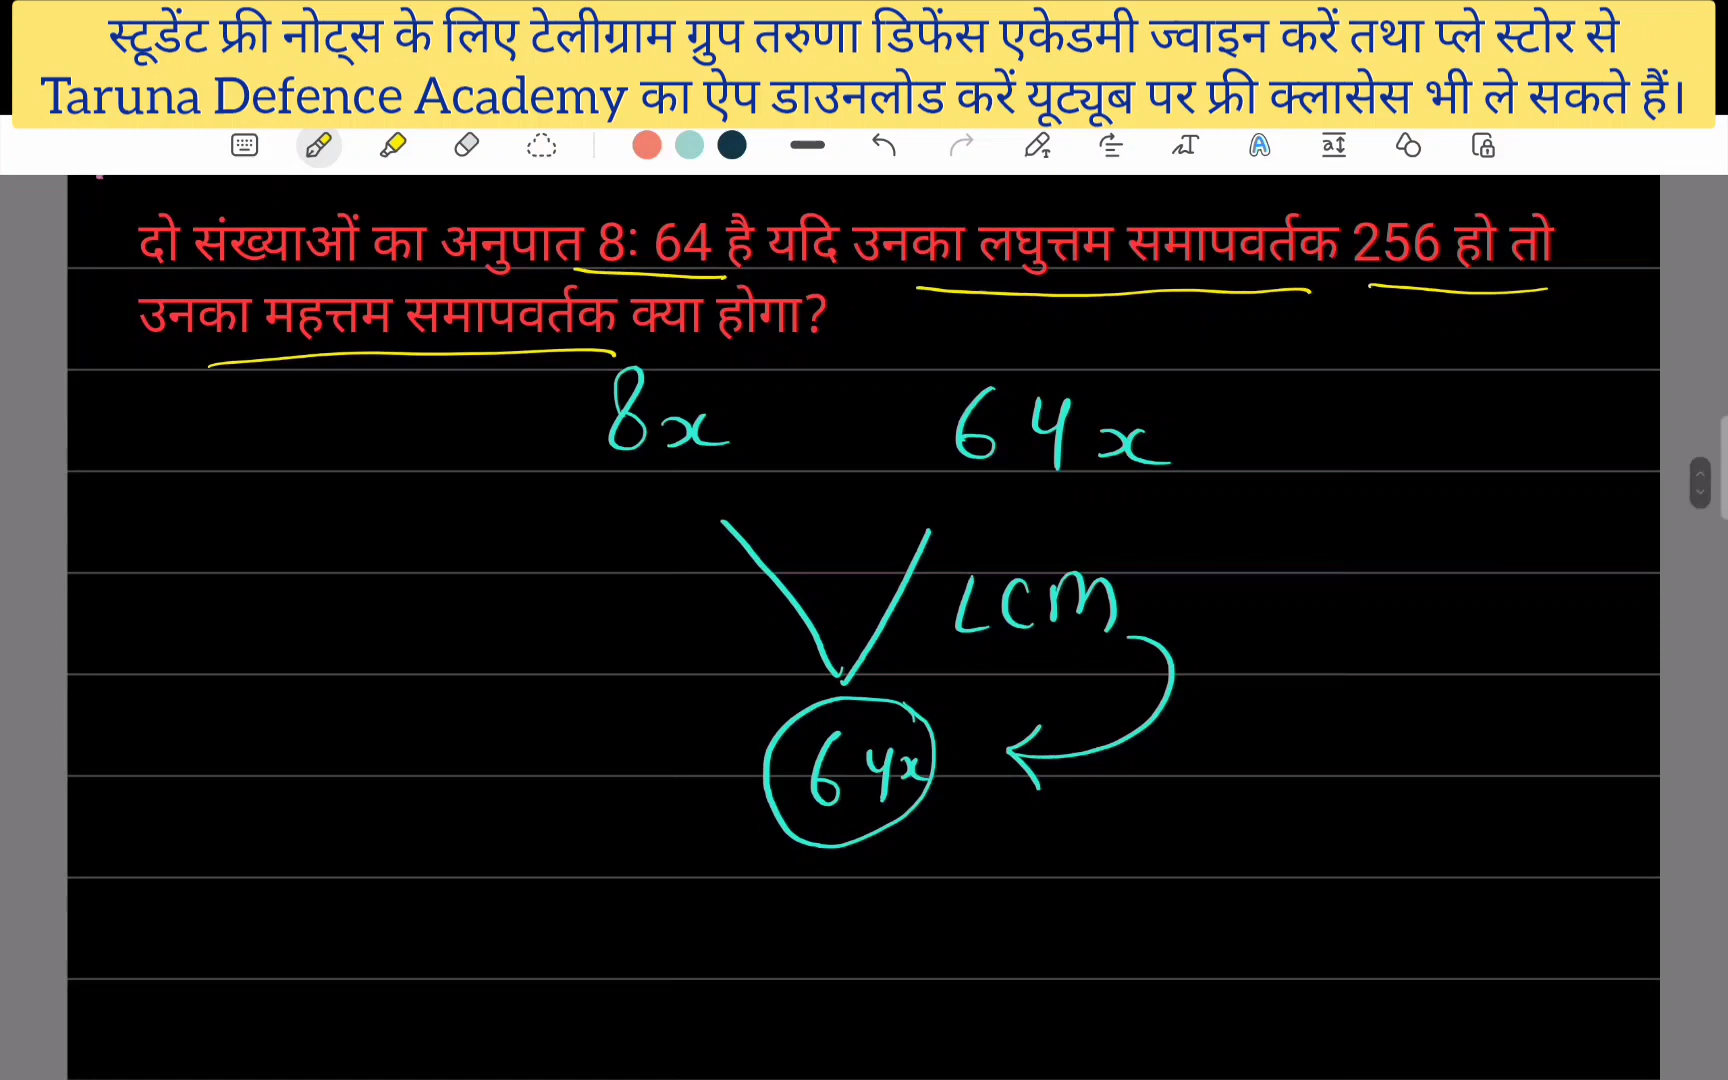 स्टूडेंट फ्री नोट्स के लिए टेलीग्राम ग्रुप तरुणा डिफेंस एकेडमी ज्वाइन करें तथा प्ले स्टोर से
Taruna Defence Academy का ऐप डाउनलोड करें यूट्यूब पर फ्री क्लासेस भी ले सकते हैं।
दो संख्याओं का अनुपात 8: 64 है यदि उनका लघुत्तम समापवर्तक 256 हो तो
उनका महत्तम समापवर्तक क्या होगा?
8x 64x
LCM
64x